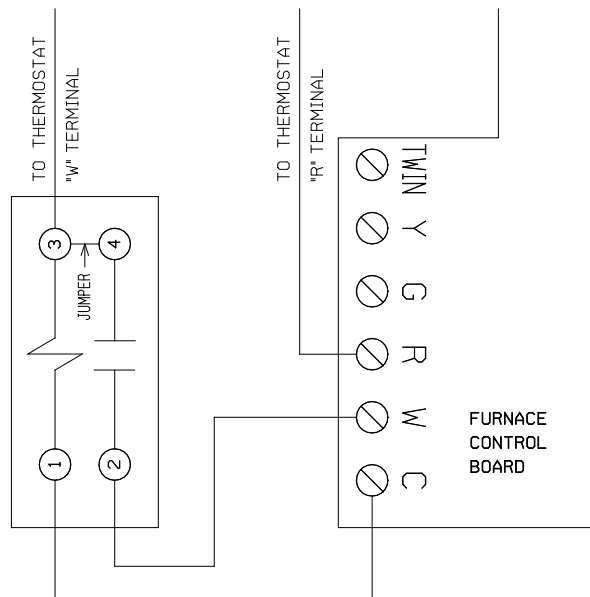 TO THERMOSTAT
"W" TERMINAL
TO THERMOSTAT
"R" TERMINAL
3
4
JUMPER
1
2
TWIN
Y
G
R
W
C
FURNACE
CONTROL
BOARD